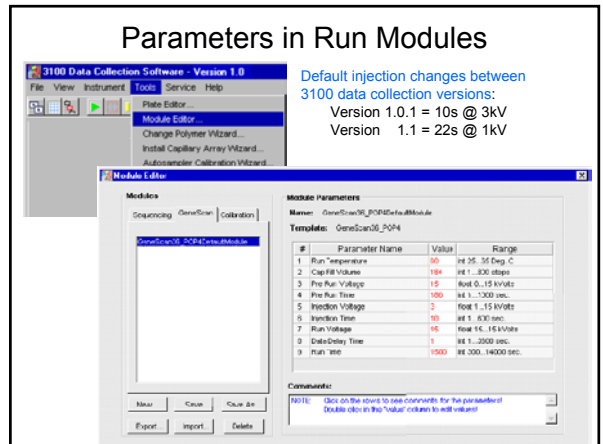 Parameters in Run Modules
3100 Data Collection Software - Version 1.0
File View Instrument Tools Service Help
Plate Editor...
Module Editor...
Change Polymer Wizard...
Install Capillary Array Wizard...
Autosampler Calibration Wizard...
Default injection changes between
3100 data collection versions:
Version 1.0.1 = 10s @ 3kV
Version 1.1 = 22s @ 1kV
Module Editor
Modules
Sequencing GeneScan Calibration
GeneScan36_POP4DefaultModule
New Save Save As
Export... Import... Delete
Module Parameters
Name: GeneScan36_POP4DefaultModule
Template: GeneScan36_POP4
# Parameter Name Value Range
1 Run Temperature 60 int 25...65 Deg. C
2 Cap Fill Volume 184 int 1... steps
3 Pre Run Voltage 15 float 0...15 kVolts
4 Pre Run Time 180 int 1...1000 sec.
5 Injection Voltage 3 float 1...15 kVolts
6 Injection Time 10 int 1...600 sec.
7 Run Voltage 15 float 15 kVolts
8 Data Delay Time 1 int 1... sec.
9 Run Time 1500 int 300...14000 sec.
Comments:
NOTE: Click on the rows to see comments for the parameters!
Double click in the "value" column to edit values!